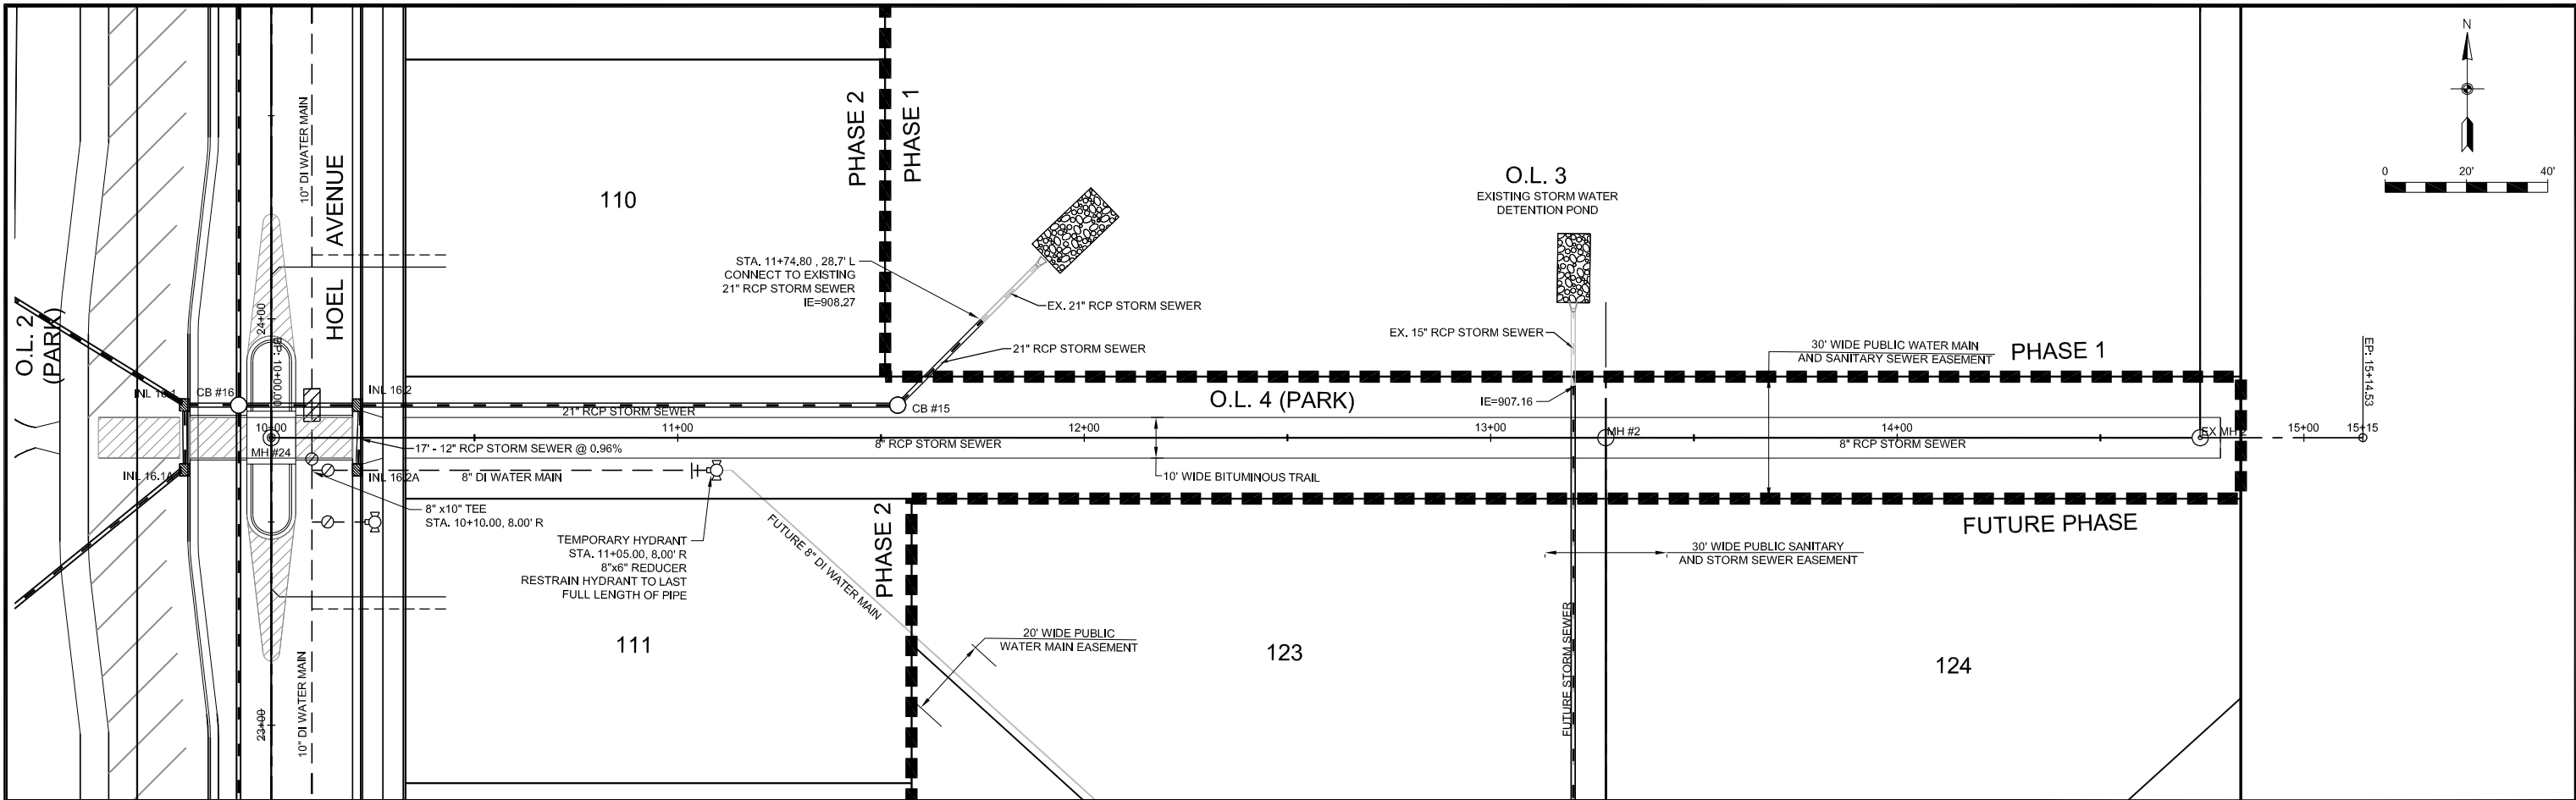 N
0 20' 40'
10" DI WATER MAIN
HOEL AVENUE
PHASE 2
PHASE 1
110
O.L. 3
EXISTING STORM WATER
DETENTION POND
STA. 11+74.80 , 28.7' L
CONNECT TO EXISTING
21" RCP STORM SEWER
IE=908.27
EX. 21" RCP STORM SEWER
21" RCP STORM SEWER
EX. 15" RCP STORM SEWER
30' WIDE PUBLIC WATER MAIN
AND SANITARY SEWER EASEMENT
PHASE 1
EP: 15+14.53
O.L. 2
(PARK)
24+00
BP: 10+00.00
INL 16.1
CB #16
INL 16.2
21" RCP STORM SEWER
CB #15
O.L. 4 (PARK)
IE=907.16
10+00
11+00
12+00
13+00
MH #2
14+00
EX MH 2
15+00
15+15
MH #24
17' - 12" RCP STORM SEWER @ 0.96%
8" RCP STORM SEWER
8" RCP STORM SEWER
INL 16.1A
INL 16.2A
8" DI WATER MAIN
10' WIDE BITUMINOUS TRAIL
8" x10" TEE
STA. 10+10.00, 8.00' R
TEMPORARY HYDRANT
STA. 11+05.00, 8.00' R
8"x6" REDUCER
RESTRAIN HYDRANT TO LAST
FULL LENGTH OF PIPE
FUTURE 8" DI WATER MAIN
PHASE 2
FUTURE PHASE
30' WIDE PUBLIC SANITARY
AND STORM SEWER EASEMENT
20' WIDE PUBLIC
WATER MAIN EASEMENT
111
123
124
FUTURE STORM SEWER
23+00
10" DI WATER MAIN